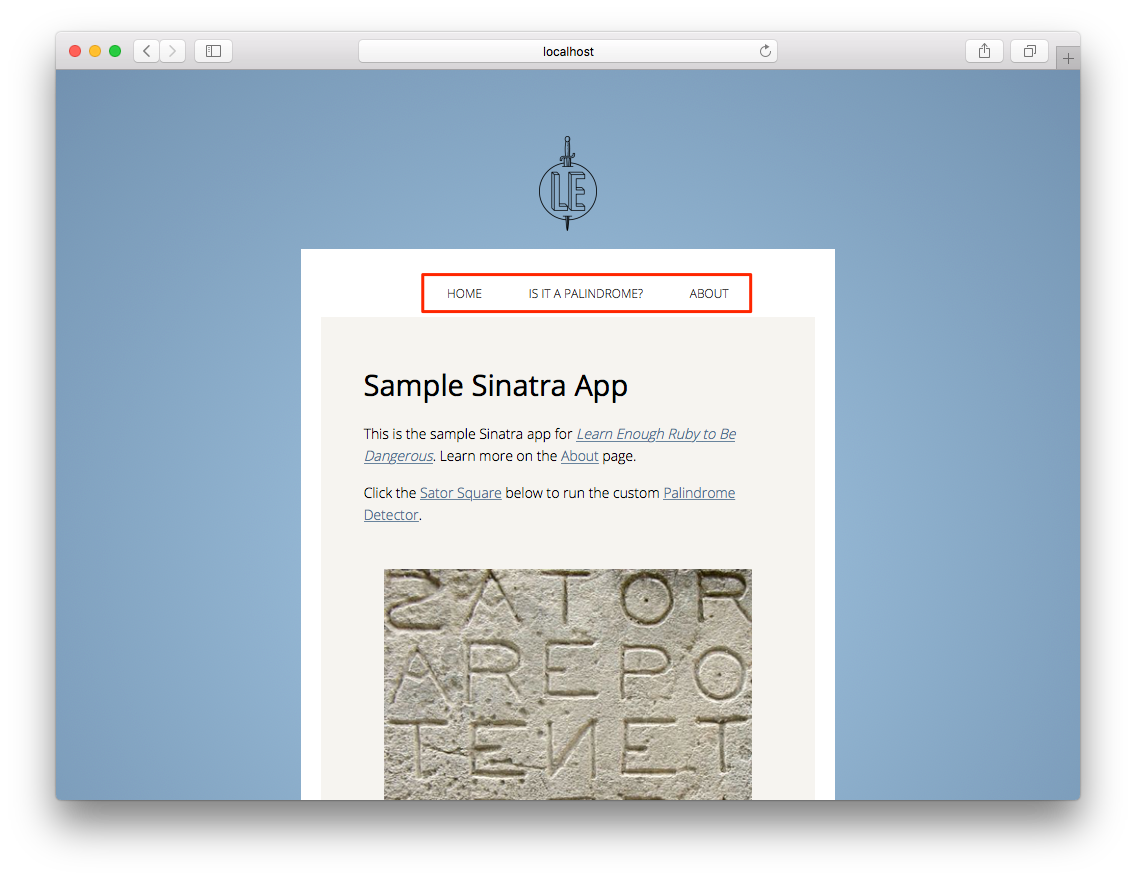 localhost
LE
HOME IS IT A PALINDROME? ABOUT
Sample Sinatra App
This is the sample Sinatra app for Learn Enough Ruby to Be
Dangerous. Learn more on the About page.
Click the Sator Square below to run the custom Palindrome
Detector.
SATOR
AREPO
TENET